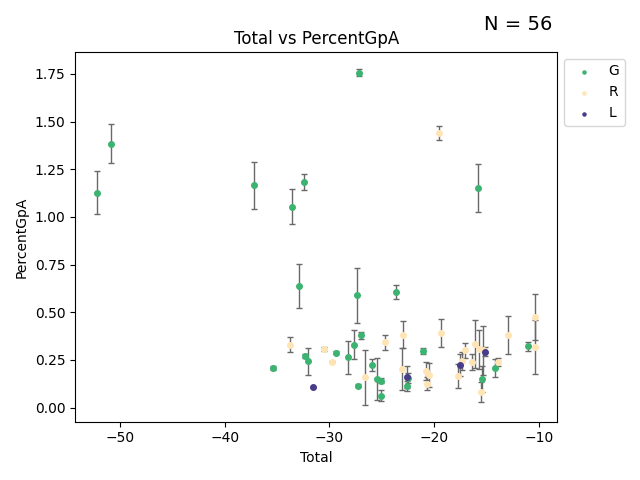 N = 56
Total vs PercentGpA
G
R
L
PercentGpA
1.75
1.50
1.25
1.00
0.75
0.50
0.25
0.00
−50
−40
−30
−20
−10
Total